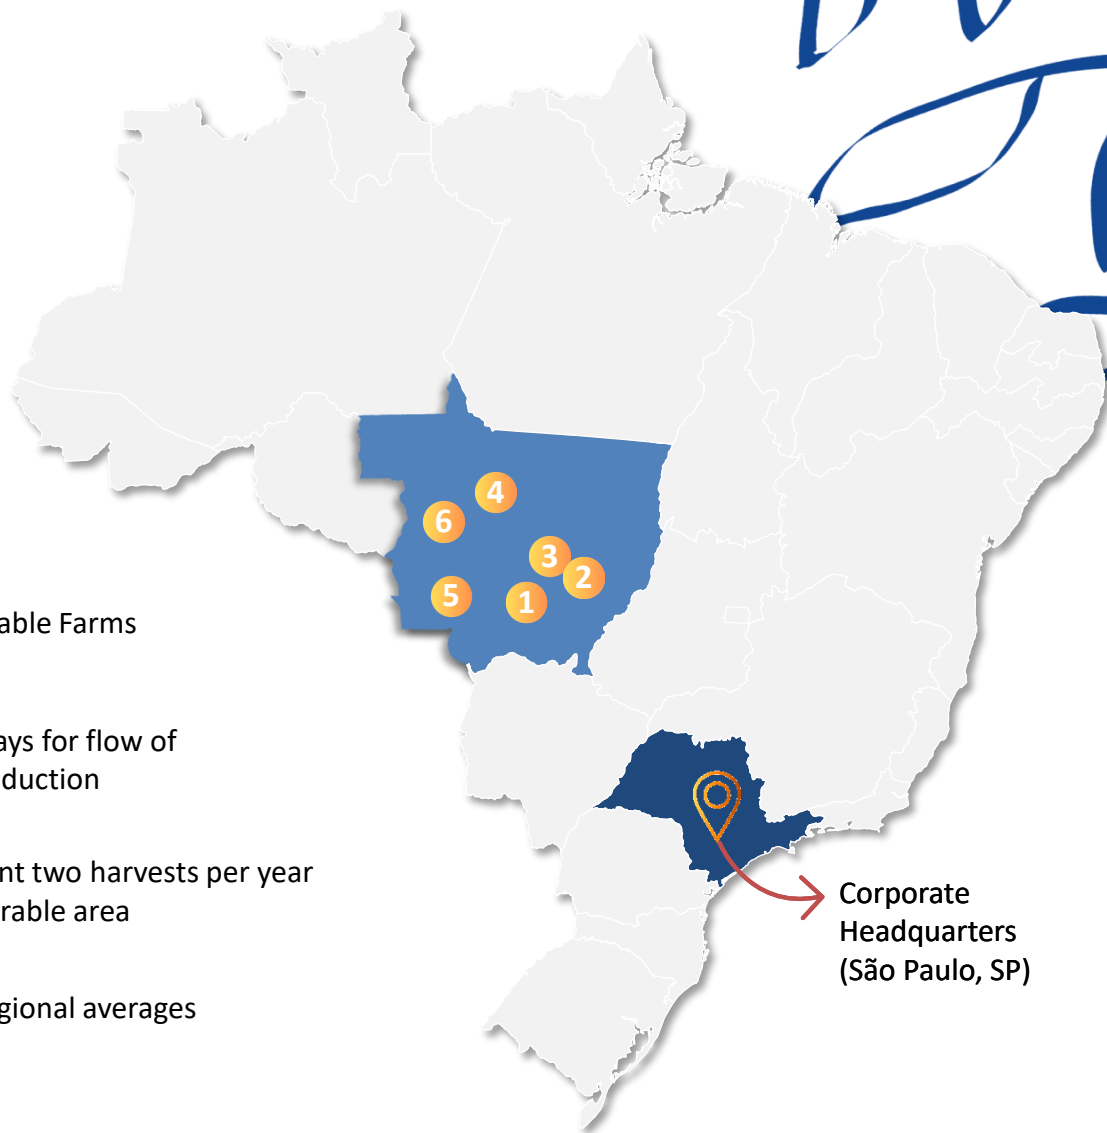 4
6
3
2
5
1
able Farms
ays for flow of
duction
nt two harvests per year
rable area
gional averages
Corporate
Headquarters
(São Paulo, SP)